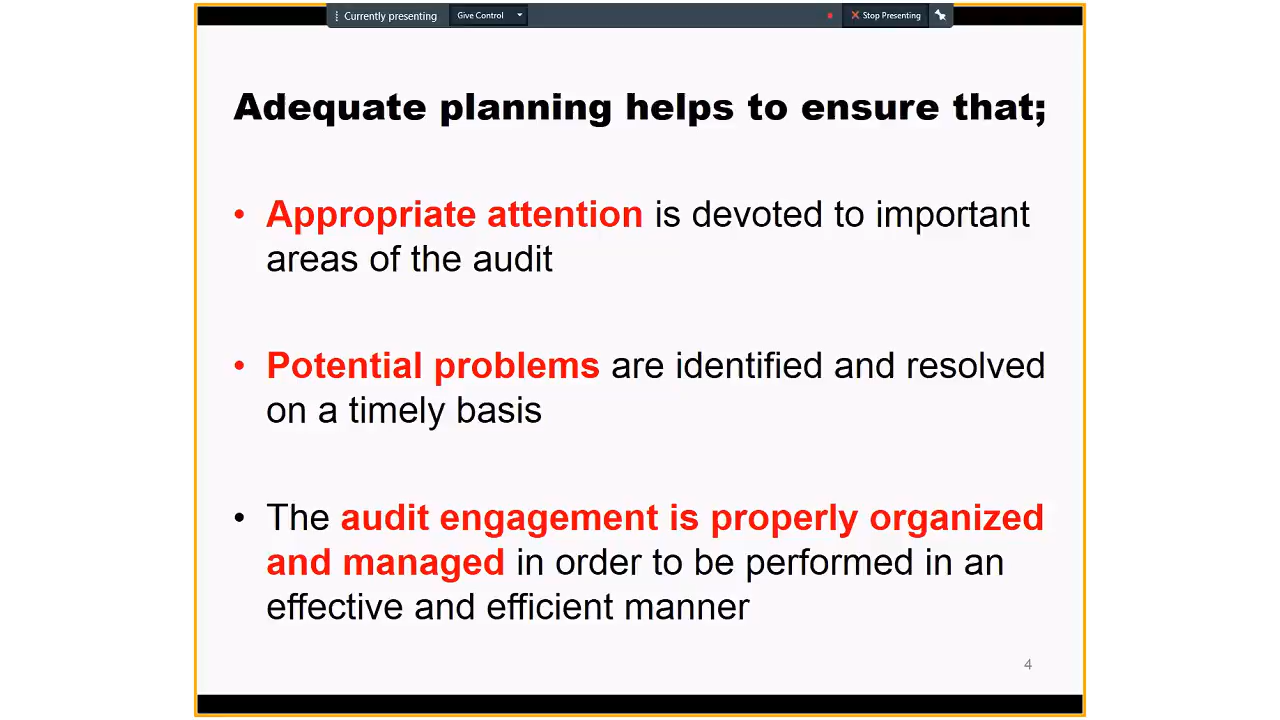 Currently presenting Give Control Stop Presenting
Adequate planning helps to ensure that;
• Appropriate attention is devoted to important
areas of the audit
• Potential problems are identified and resolved
on a timely basis
• The audit engagement is properly organized
and managed in order to be performed in an
effective and efficient manner
4